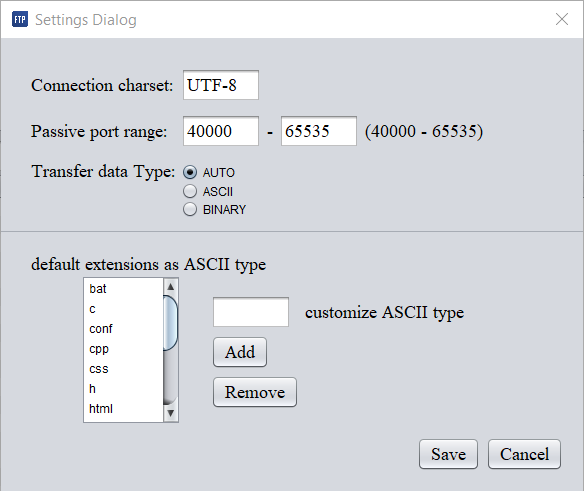 FTP Settings Dialog
Connection charset: UTF-8
Passive port range: 40000 - 65535 (40000 - 65535)
Transfer data Type: AUTO
ASCII
BINARY
default extensions as ASCII type
bat
c
conf
cpp
css
h
html
customize ASCII type
Add
Remove
Save Cancel